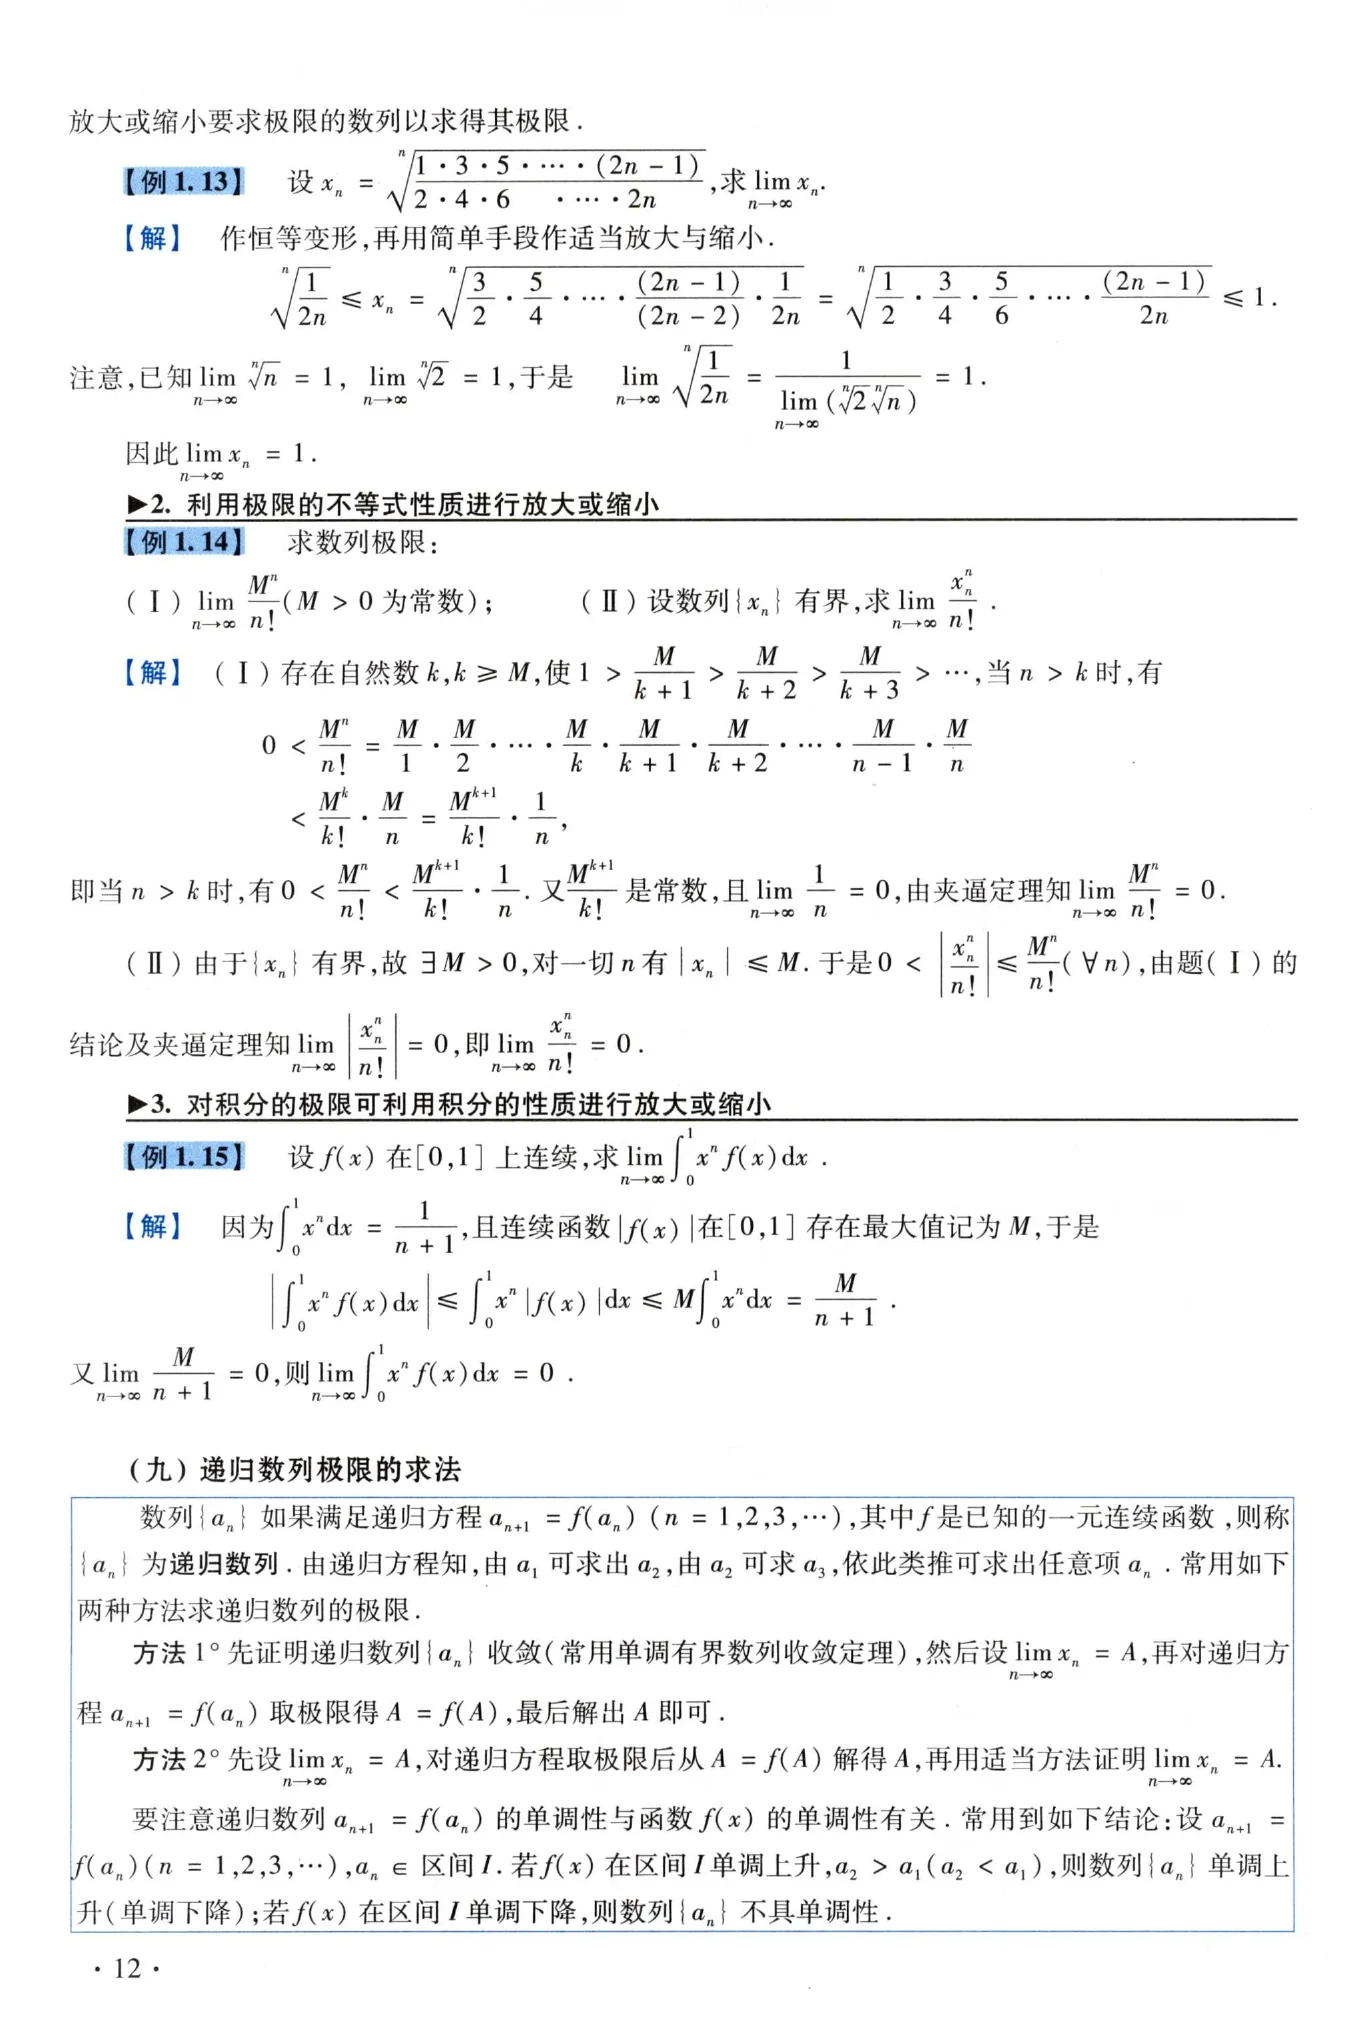 放大或缩小要求极限的数列以求得其极限.
【例1.13】 设 $x_n = \sqrt[n]{\frac{1\cdot3\cdot5\cdot\cdots\cdot(2n-1)}{2\cdot4\cdot6\ \cdot\cdots\cdot2n}}$,求 $\lim\limits_{n\to\infty} x_n$.
【解】 作恒等变形,再用简单手段作适当放大与缩小.
$\sqrt[n]{\frac{1}{2n}} \leqslant x_n = \sqrt[n]{\frac{3}{2}\cdot\frac{5}{4}\cdot\cdots\cdot\frac{(2n-1)}{(2n-2)}\cdot\frac{1}{2n}} = \sqrt[n]{\frac{1}{2}\cdot\frac{3}{4}\cdot\frac{5}{6}\cdot\cdots\cdot\frac{(2n-1)}{2n}} \leqslant 1.$
注意,已知 $\lim\limits_{n\to\infty}\sqrt[n]{n} = 1$, $\lim\limits_{n\to\infty}\sqrt[n]{2} = 1$,于是 $\lim\limits_{n\to\infty}\sqrt[n]{\frac{1}{2n}} = \frac{1}{\lim\limits_{n\to\infty}(\sqrt[n]{2}\sqrt[n]{n})} = 1.$
因此 $\lim\limits_{n\to\infty} x_n = 1$.
▶2. 利用极限的不等式性质进行放大或缩小
【例1.14】 求数列极限:
(Ⅰ) $\lim\limits_{n\to\infty}\frac{M^n}{n!}$($M > 0$ 为常数); (Ⅱ) 设数列$\{x_n\}$ 有界,求 $\lim\limits_{n\to\infty}\frac{x_n^n}{n!}$.
【解】 (Ⅰ) 存在自然数 $k$,$k \geqslant M$,使 $1 > \frac{M}{k+1} > \frac{M}{k+2} > \frac{M}{k+3} > \cdots$,当 $n > k$ 时,有
$0 < \frac{M^n}{n!} = \frac{M}{1}\cdot\frac{M}{2}\cdot\cdots\cdot\frac{M}{k}\cdot\frac{M}{k+1}\cdot\frac{M}{k+2}\cdot\cdots\cdot\frac{M}{n-1}\cdot\frac{M}{n}$
$< \frac{M^k}{k!}\cdot\frac{M}{n} = \frac{M^{k+1}}{k!}\cdot\frac{1}{n}$,
即当 $n > k$ 时,有 $0 < \frac{M^n}{n!} < \frac{M^{k+1}}{k!}\cdot\frac{1}{n}$. 又$\frac{M^{k+1}}{k!}$ 是常数,且 $\lim\limits_{n\to\infty}\frac{1}{n} = 0$,由夹逼定理知 $\lim\limits_{n\to\infty}\frac{M^n}{n!} = 0$.
(Ⅱ) 由于$\{x_n\}$ 有界,故 $\exists M > 0$,对一切 $n$ 有 $|x_n| \leqslant M$. 于是 $0 < \left|\frac{x_n^n}{n!}\right| \leqslant \frac{M^n}{n!}(\forall n)$,由题(Ⅰ)的
结论及夹逼定理知 $\lim\limits_{n\to\infty}\left|\frac{x_n^n}{n!}\right| = 0$,即 $\lim\limits_{n\to\infty}\frac{x_n^n}{n!} = 0$.
▶3. 对积分的极限可利用积分的性质进行放大或缩小
【例1.15】 设 $f(x)$ 在$[0,1]$ 上连续,求 $\lim\limits_{n\to\infty}\int_0^1 x^n f(x)\mathrm{d}x$.
【解】 因为$\int_0^1 x^n\mathrm{d}x = \frac{1}{n+1}$,且连续函数 $|f(x)|$在$[0,1]$ 存在最大值记为 $M$,于是
$\left|\int_0^1 x^n f(x)\mathrm{d}x\right| \leqslant \int_0^1 x^n |f(x)|\mathrm{d}x \leqslant M\int_0^1 x^n\mathrm{d}x = \frac{M}{n+1}$.
又 $\lim\limits_{n\to\infty}\frac{M}{n+1} = 0$,则 $\lim\limits_{n\to\infty}\int_0^1 x^n f(x)\mathrm{d}x = 0$.
(九) 递归数列极限的求法
数列$\{a_n\}$ 如果满足递归方程 $a_{n+1} = f(a_n)$ $(n = 1,2,3,\cdots)$,其中 $f$ 是已知的一元连续函数,则称
$\{a_n\}$ 为递归数列. 由递归方程知,由 $a_1$ 可求出 $a_2$,由 $a_2$ 可求 $a_3$,依此类推可求出任意项 $a_n$. 常用如下
两种方法求递归数列的极限.
方法1° 先证明递归数列$\{a_n\}$ 收敛(常用单调有界数列收敛定理),然后设 $\lim\limits_{n\to\infty} x_n = A$,再对递归方
程 $a_{n+1} = f(a_n)$ 取极限得 $A = f(A)$,最后解出 $A$ 即可.
方法2° 先设 $\lim\limits_{n\to\infty} x_n = A$,对递归方程取极限后从 $A = f(A)$ 解得 $A$,再用适当方法证明 $\lim\limits_{n\to\infty} x_n = A$.
要注意递归数列 $a_{n+1} = f(a_n)$ 的单调性与函数 $f(x)$ 的单调性有关. 常用到如下结论:设 $a_{n+1} =$
$f(a_n)(n = 1,2,3,\cdots)$,$a_n \in$ 区间 $I$. 若 $f(x)$ 在区间 $I$ 单调上升,$a_2 > a_1(a_2 < a_1)$,则数列$\{a_n\}$ 单调上
升(单调下降);若 $f(x)$ 在区间 $I$ 单调下降,则数列$\{a_n\}$ 不具单调性.
· 12 ·